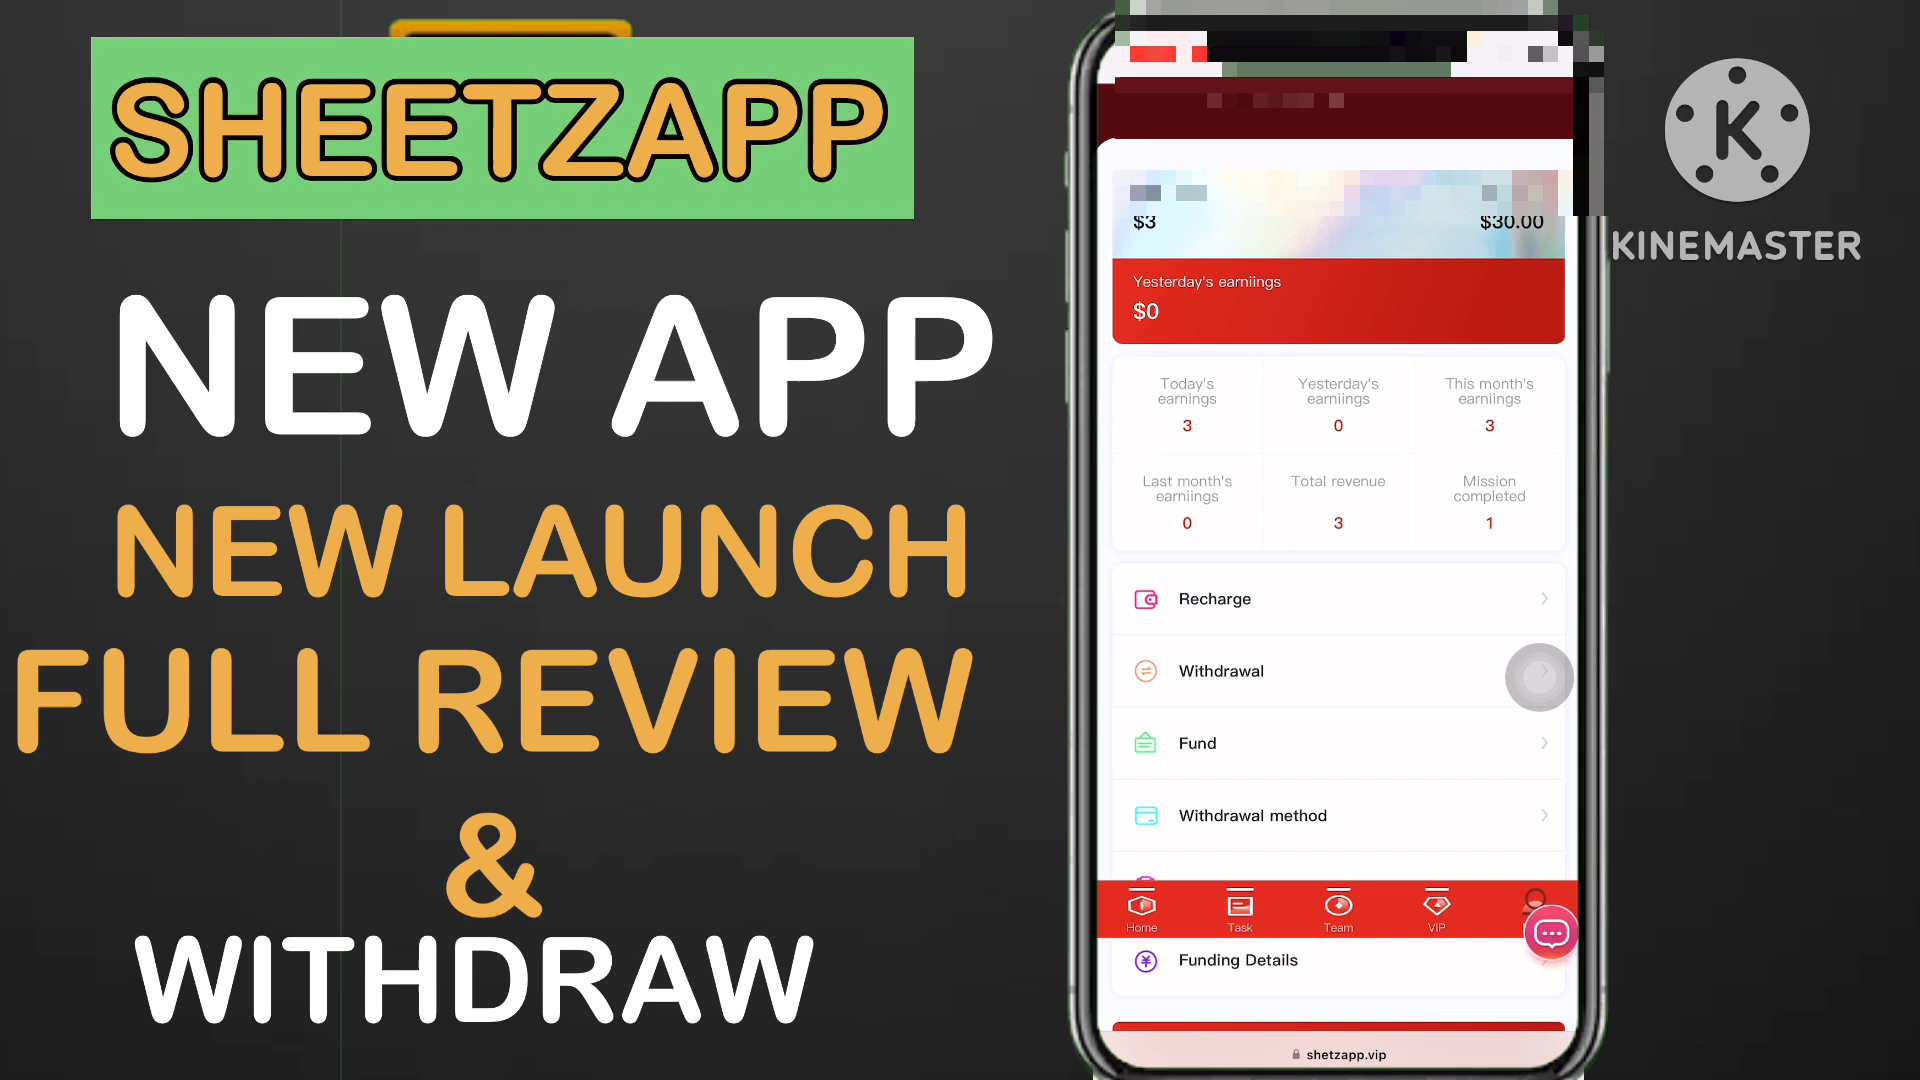 SHEETZAPP
NEW APP
NEW LAUNCH
FULL REVIEW
&
WITHDRAW
$3
$30.00
Yesterday's earniings
$0
Today's
earnings
3
Yesterday's
earniings
0
This month's
earniings
3
Last month's
earniings
0
Total revenue
3
Mission
completed
1
Recharge
Withdrawal
Fund
Withdrawal method
Home
Task
Team
VIP
Funding Details
shetzapp.vip
K
KINEMASTER